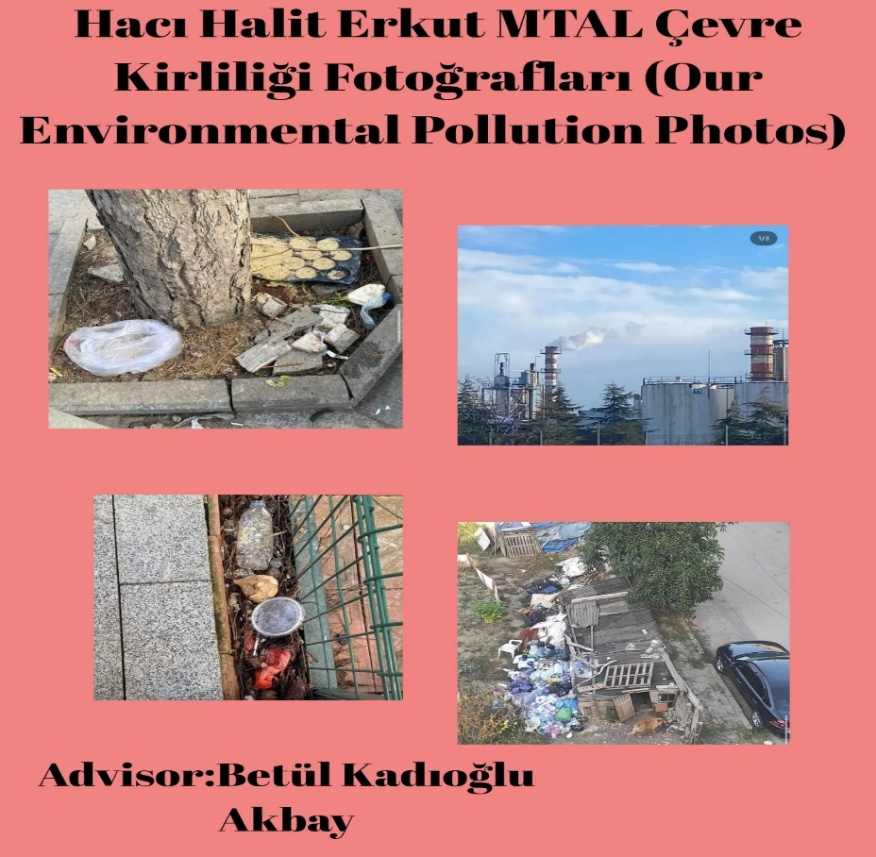 Hacı Halit Erkut MTAL Çevre
Kirliliği Fotoğrafları (Our
Environmental Pollution Photos)
1/3
Advisor:Betül Kadıoğlu
Akbay